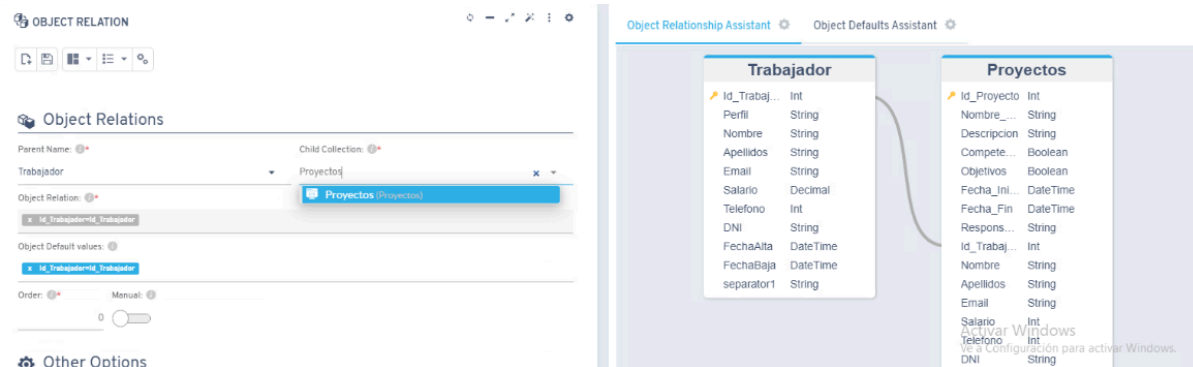 OBJECT RELATION
Object Relations
Parent Name: *
Child Collection: *
Trabajador
Proyectos
x
Proyectos (Proyectos)
Object Relation: *
x Id_Trabajador=Id_Trabajador
Object Default values:
x Id_Trabajador=Id_Trabajador
Order: *
Manual:
0
Other Options
Object Relationship Assistant
Object Defaults Assistant
Trabajador
Id_Trabaj... Int
Perfil String
Nombre String
Apellidos String
Email String
Salario Decimal
Telefono Int
DNI String
FechaAlta DateTime
FechaBaja DateTime
separator1 String
Proyectos
Id_Proyecto Int
Nombre_... String
Descripcion String
Compete... Boolean
Objetivos Boolean
Fecha_Ini... DateTime
Fecha_Fin DateTime
Respons... String
Id_Trabaj... Int
Nombre String
Apellidos String
Email String
Salario Int
Telefono Int
DNI String
Activar Windows
Ve a Configuración para activar Windows.